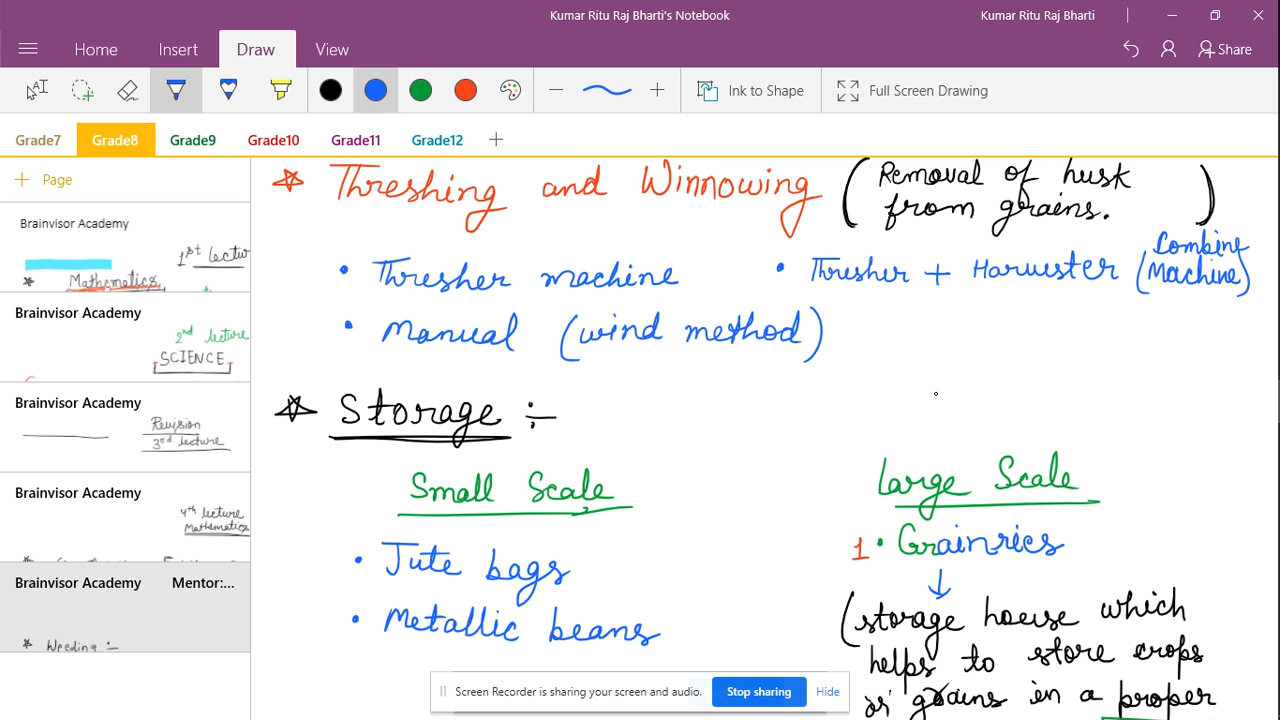 Kumar Ritu Raj Bharti's Notebook
Kumar Ritu Raj Bharti
Home Insert Draw View
Share
Ink to Shape
Full Screen Drawing
Grade7 Grade8 Grade9 Grade10 Grade11 Grade12
Page
Brainvisor Academy
1st lectur
Mathematics
Brainvisor Academy
2nd lecture
SCIENCE
Brainvisor Academy
Revision
3rd lecture
Brainvisor Academy
4th lecture
Mathematics
Brainvisor Academy Mentor:...
Weeding :-
Threshing and Winnowing (Removal of husk
from grains.)
• Thresher machine
• Thresher + Harvester (Combine
Machine)
• Manual (wind method)
Storage :-
Small Scale
• Jute bags
• Metallic beans
Large Scale
1 • Grainries
↓
(storage house which
helps to store crops
or grains in a proper
Screen Recorder is sharing your screen and audio.
Stop sharing
Hide